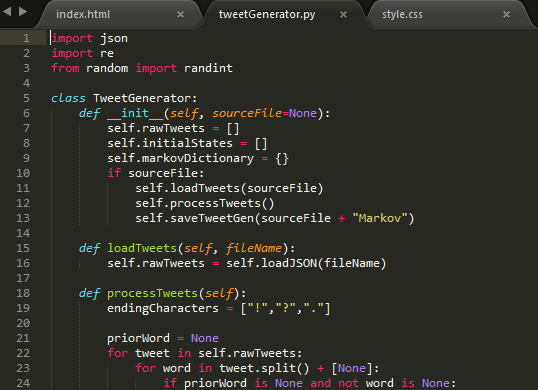 index.html × tweetGenerator.py × style.css ×
1 import json
2 import re
3 from random import randint
4
5 class TweetGenerator:
6     def __init__(self, sourceFile=None):
7         self.rawTweets = []
8         self.initialStates = []
9         self.markovDictionary = {}
10         if sourceFile:
11             self.loadTweets(sourceFile)
12             self.processTweets()
13             self.saveTweetGen(sourceFile + "Markov")
14
15     def loadTweets(self, fileName):
16         self.rawTweets = self.loadJSON(fileName)
17
18     def processTweets(self):
19         endingCharacters = ["!","?","."]
20
21         priorWord = None
22         for tweet in self.rawTweets:
23             for word in tweet.split() + [None]:
24                 if priorWord is None and not word is None: